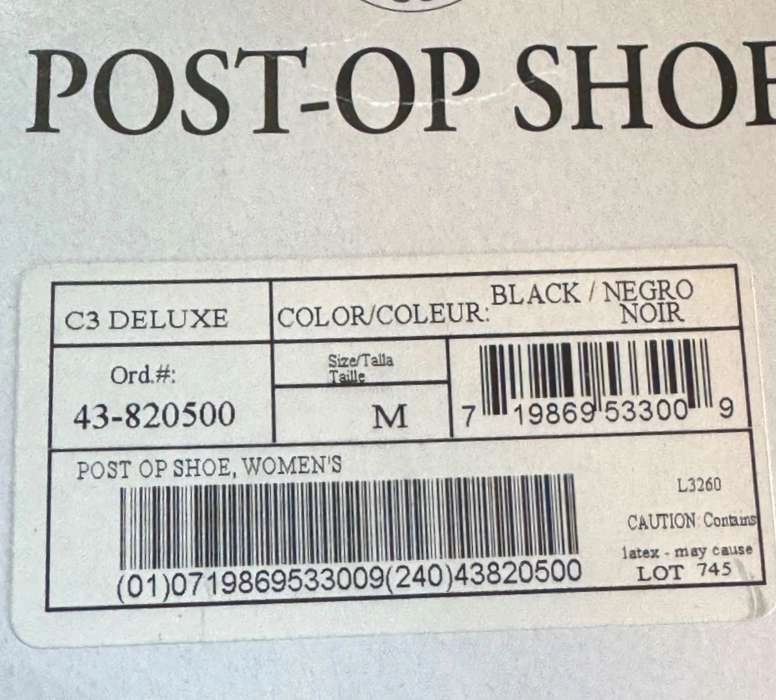 POST-OP SHOE
C3 DELUXE
COLOR/COLEUR:
BLACK / NEGRO
NOIR
Ord.#:
43-820500
Size/Talla
Taille
M
7 19869 53300 9
POST OP SHOE, WOMEN'S
(01)0719869533009(240)43820500
L3260
CAUTION: Contains
latex - may cause
LOT 745